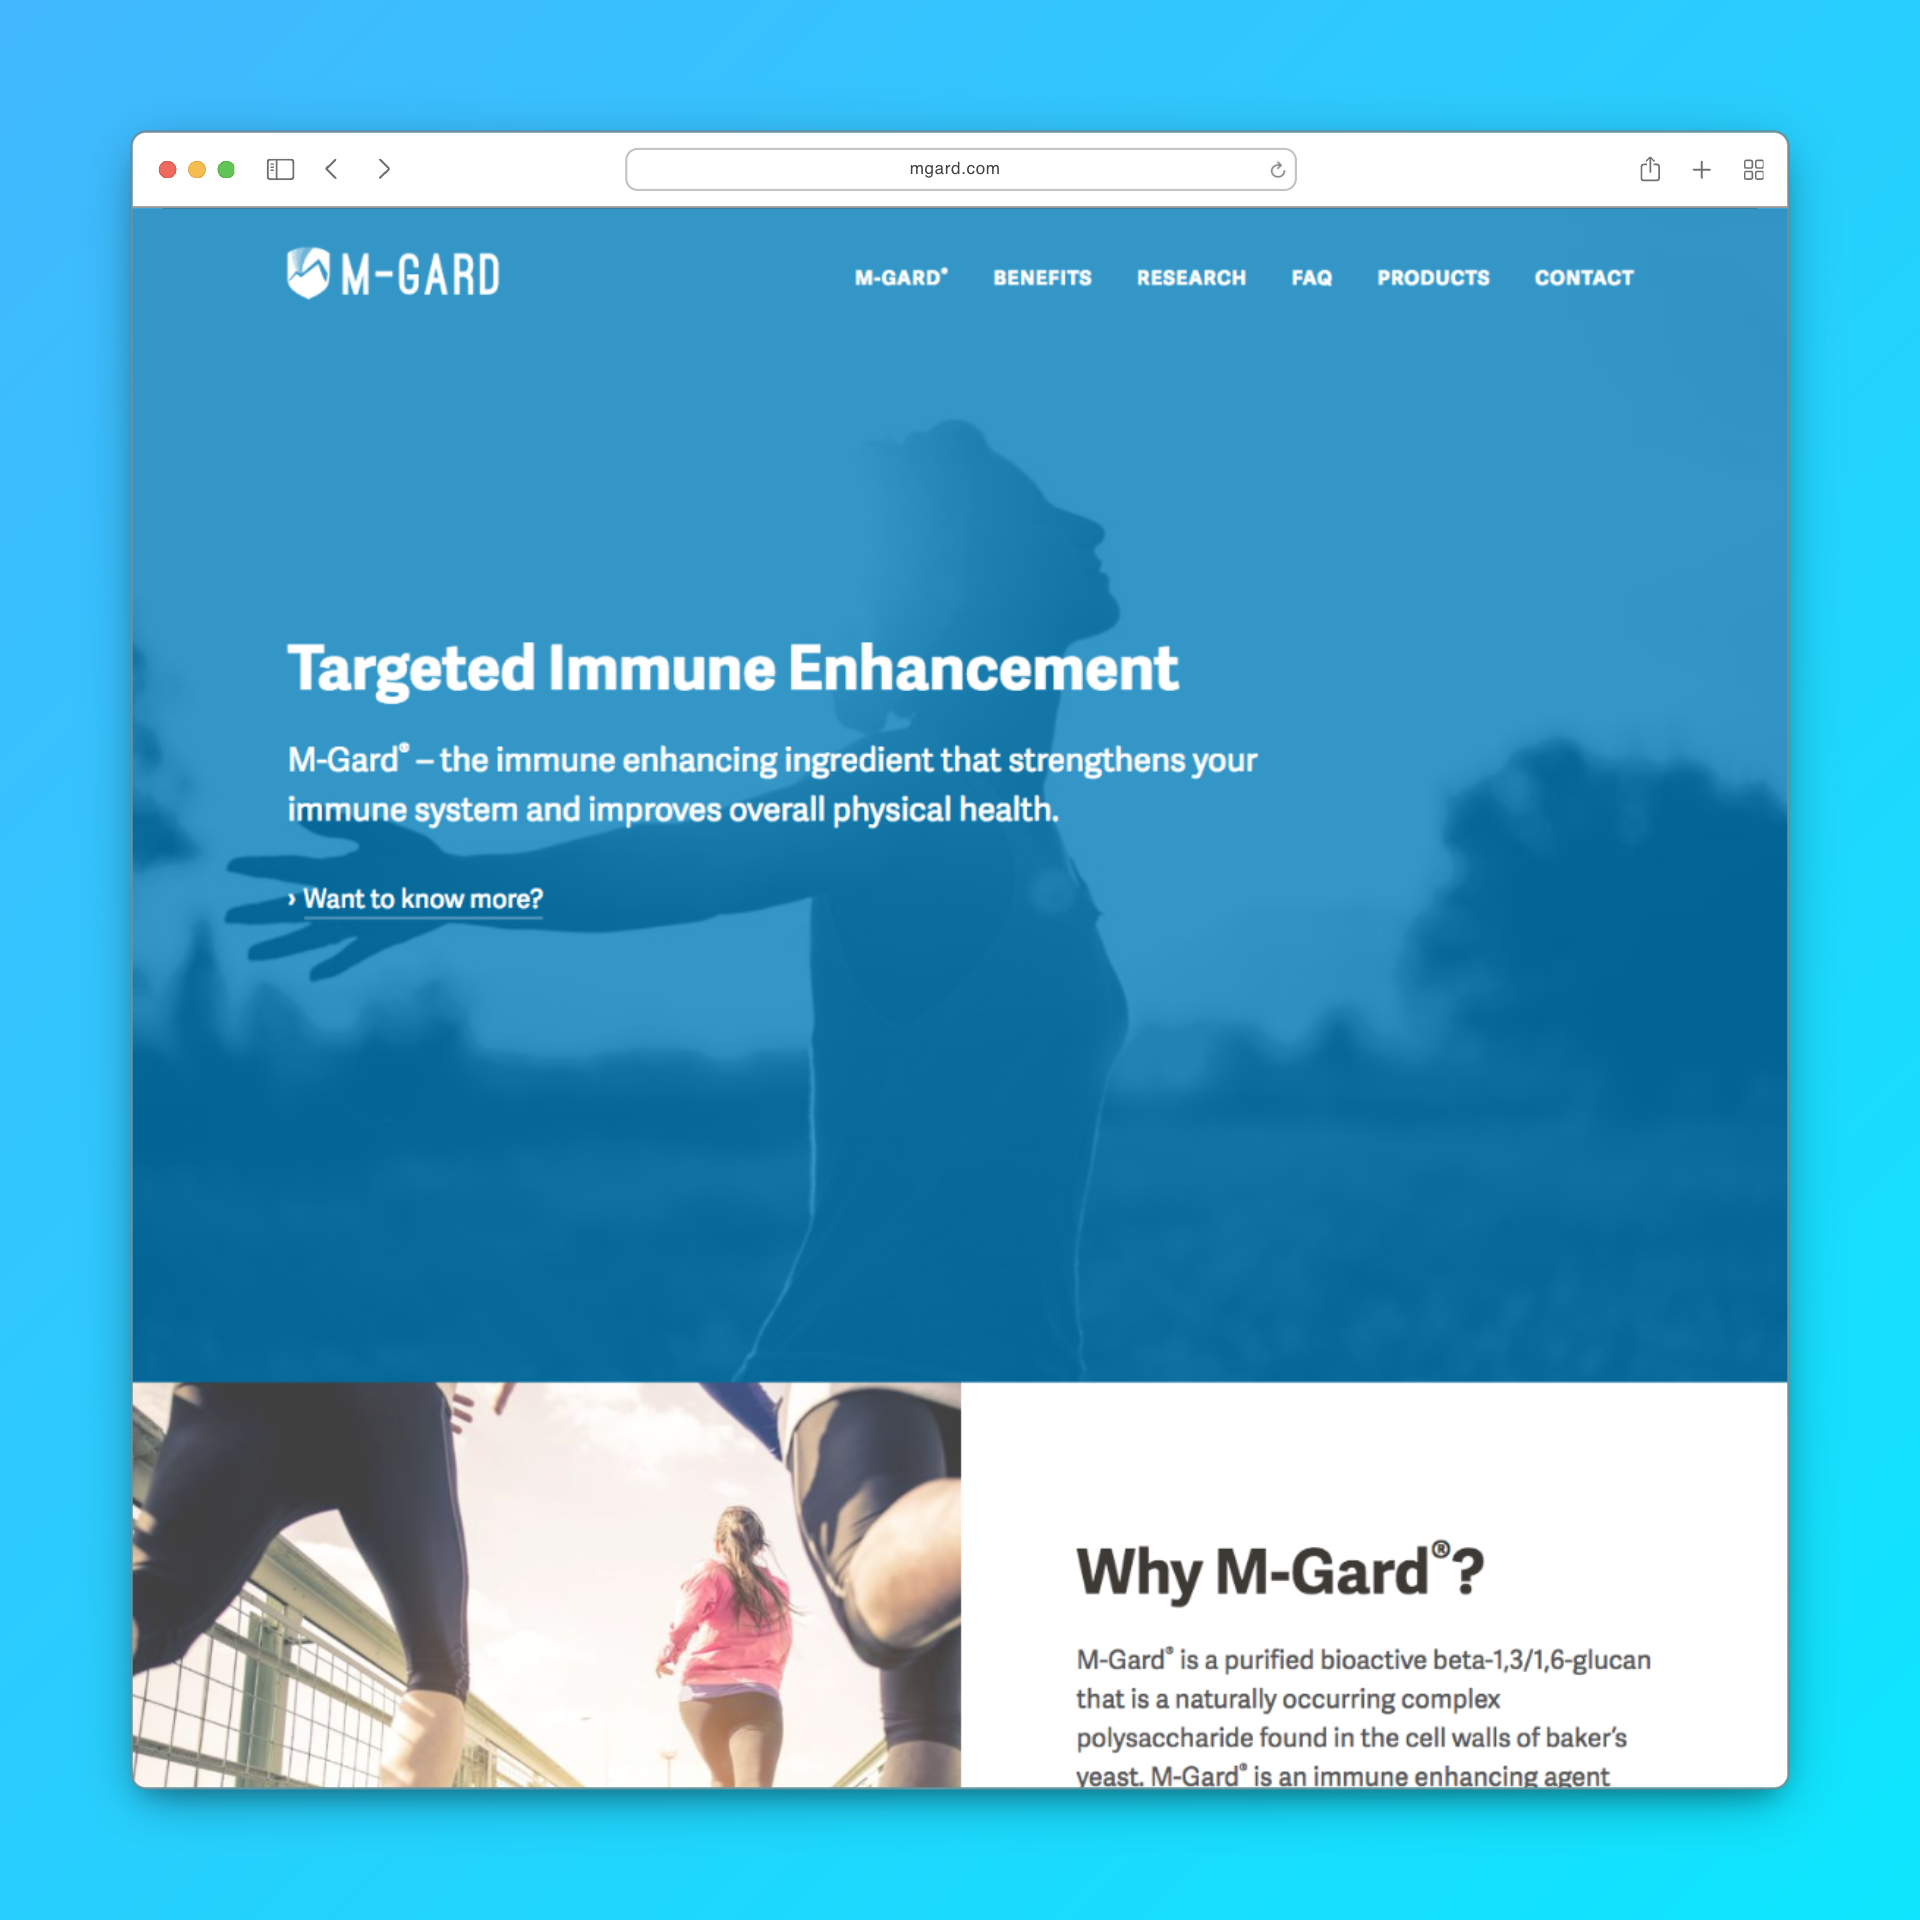 mgard.com
M-GARD
M-GARD® BENEFITS RESEARCH FAQ PRODUCTS CONTACT
Targeted Immune Enhancement
M-Gard® – the immune enhancing ingredient that strengthens your
immune system and improves overall physical health.
› Want to know more?
Why M-Gard®?
M-Gard® is a purified bioactive beta-1,3/1,6-glucan
that is a naturally occurring complex
polysaccharide found in the cell walls of baker’s
yeast. M-Gard® is an immune enhancing agent